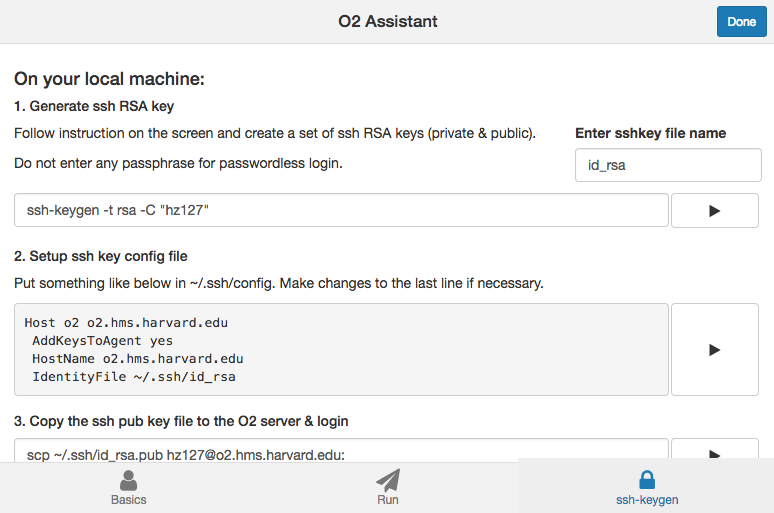 O2 Assistant
Done
On your local machine:
1. Generate ssh RSA key
Follow instruction on the screen and create a set of ssh RSA keys (private & public).
Enter sshkey file name
Do not enter any passphrase for passwordless login.
id_rsa
ssh-keygen -t rsa -C "hz127"
2. Setup ssh key config file
Put something like below in ~/.ssh/config. Make changes to the last line if necessary.
Host o2 o2.hms.harvard.edu
AddKeysToAgent yes
HostName o2.hms.harvard.edu
IdentityFile ~/.ssh/id_rsa
3. Copy the ssh pub key file to the O2 server & login
scp ~/.ssh/id_rsa.pub hz127@o2.hms.harvard.edu:
Basics
Run
ssh-keygen